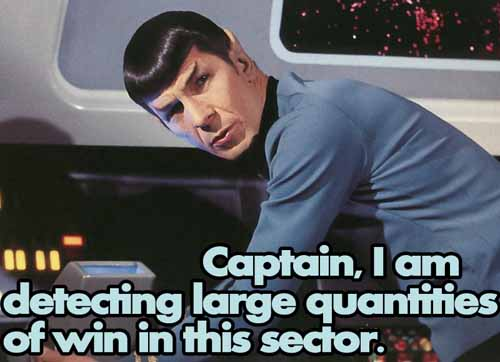 Captain, I am
detecting large quantities
of win in this sector.